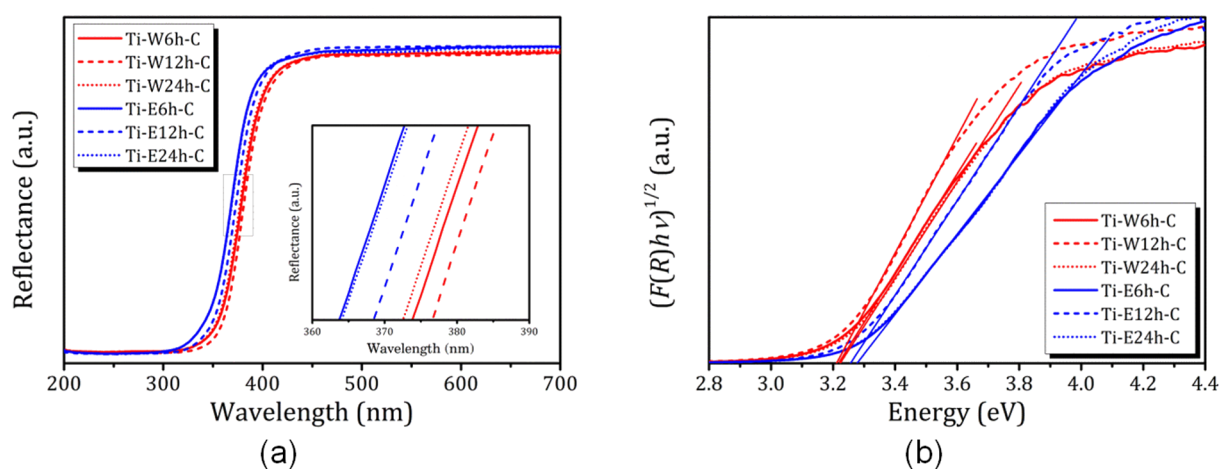 Reflectance (a.u.)
Ti-W6h-C
Ti-W12h-C
Ti-W24h-C
Ti-E6h-C
Ti-E12h-C
Ti-E24h-C
Reflectance (a.u.)
360 370 380 390
Wavelength (nm)
200 300 400 500 600 700
Wavelength (nm)
(a)
(F(R)hν)^1/2 (a.u.)
Ti-W6h-C
Ti-W12h-C
Ti-W24h-C
Ti-E6h-C
Ti-E12h-C
Ti-E24h-C
2.8 3.0 3.2 3.4 3.6 3.8 4.0 4.2 4.4
Energy (eV)
(b)